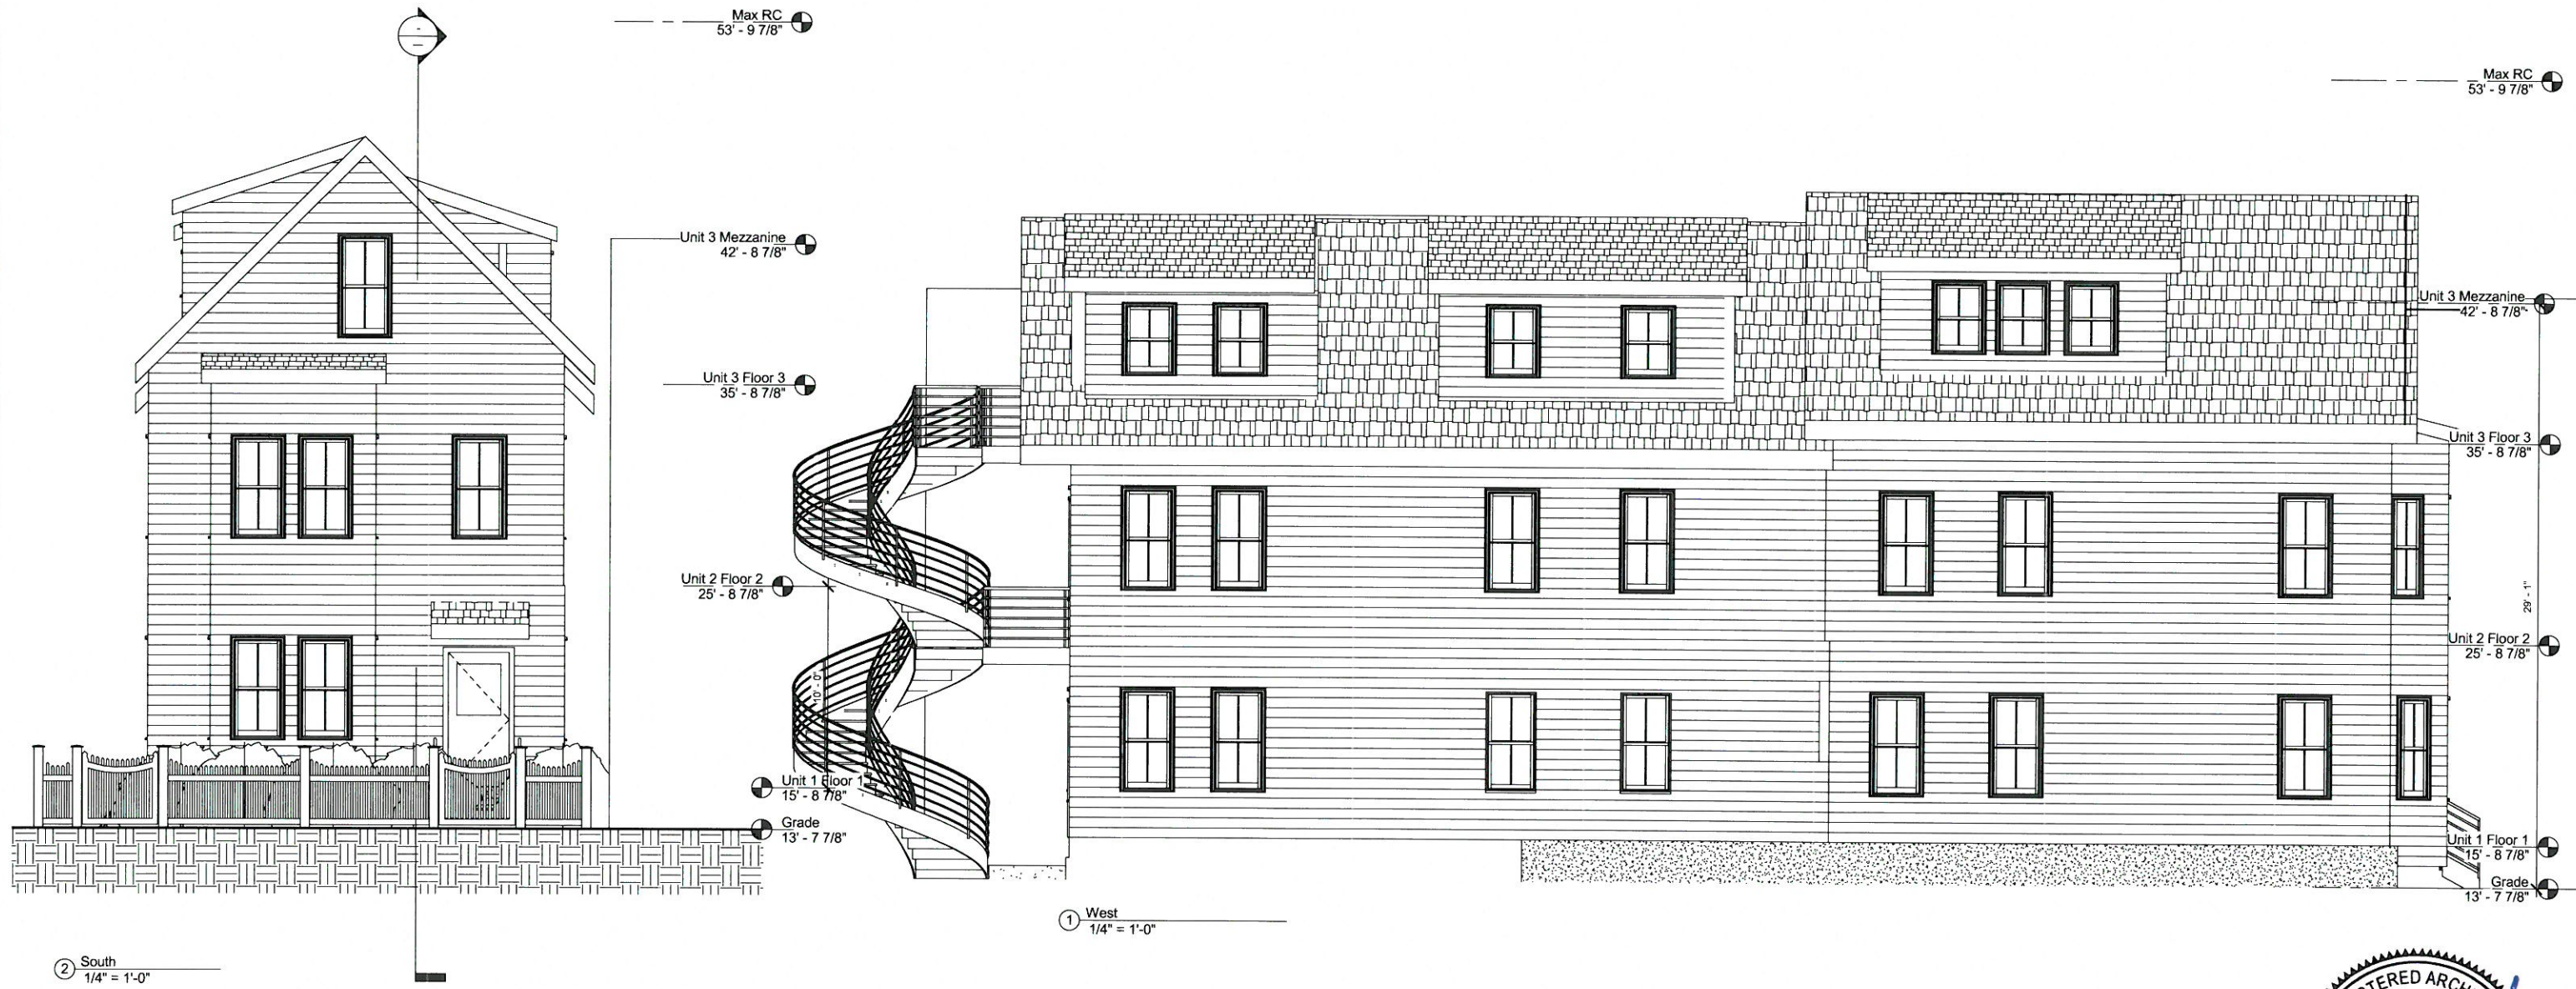 Max RC
53' - 9 7/8"
Unit 3 Mezzanine
42' - 8 7/8"
Unit 3 Floor 3
35' - 8 7/8"
Unit 2 Floor 2
25' - 8 7/8"
10' - 0"
Unit 1 Floor 1
15' - 8 7/8"
Grade
13' - 7 7/8"
2 South
1/4" = 1'-0"
Max RC
53' - 9 7/8"
Unit 3 Mezzanine
42' - 8 7/8"
Unit 3 Floor 3
35' - 8 7/8"
29' - 1"
Unit 2 Floor 2
25' - 8 7/8"
Unit 1 Floor 1
15' - 8 7/8"
Grade
13' - 7 7/8"
1 West
1/4" = 1'-0"